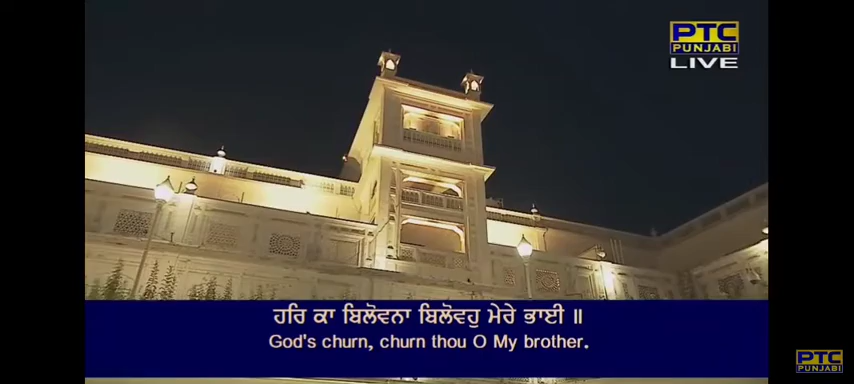 PTC
PUNJABI
LIVE
ਹਰਿ ਕਾ ਬਿਲੋਵਨਾ ਬਿਲੋਵਹੁ ਮੇਰੇ ਭਾਈ ॥
God's churn, churn thou O My brother.
PTC
PUNJABI